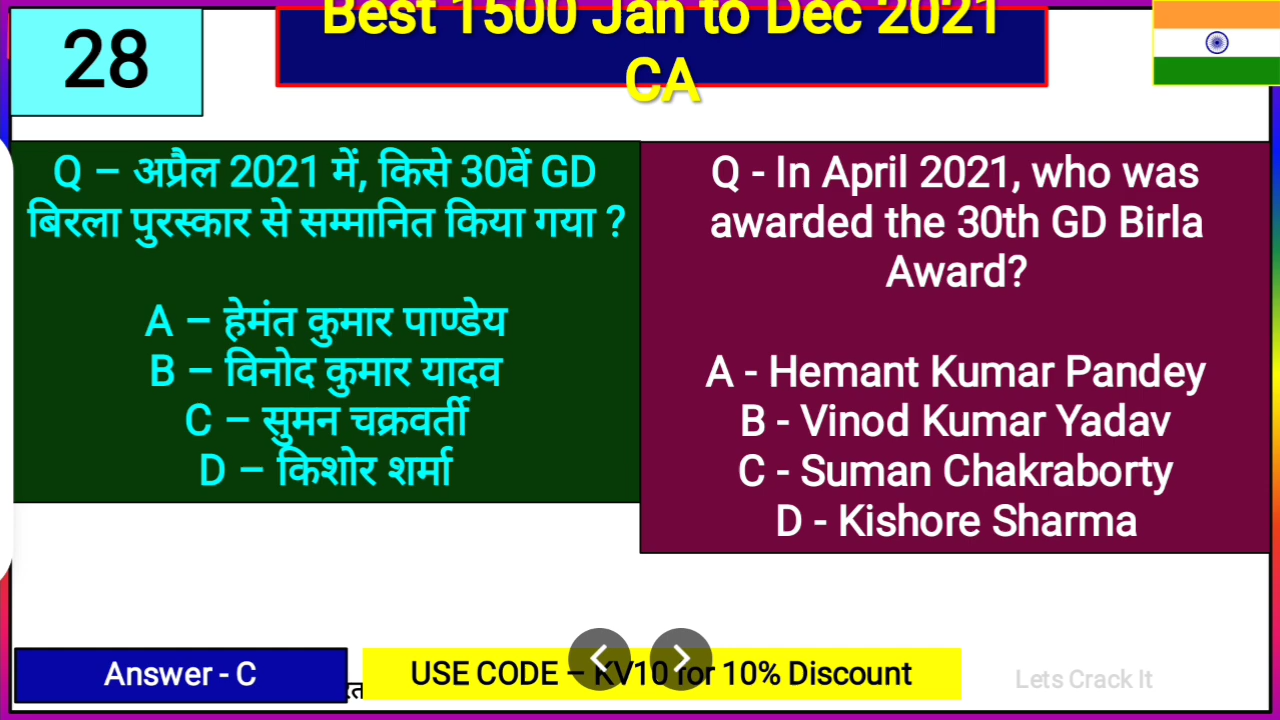 28
Best 1500 Jan to Dec 2021
CA
Q – अप्रैल 2021 में, किसे 30वें GD
बिरला पुरस्कार से सम्मानित किया गया ?
A – हेमंत कुमार पाण्डेय
B – विनोद कुमार यादव
C – सुमन चक्रवर्ती
D – किशोर शर्मा
Q - In April 2021, who was
awarded the 30th GD Birla
Award?
A - Hemant Kumar Pandey
B - Vinod Kumar Yadav
C - Suman Chakraborty
D - Kishore Sharma
Answer - C
USE CODE – KV10 for 10% Discount
Lets Crack It